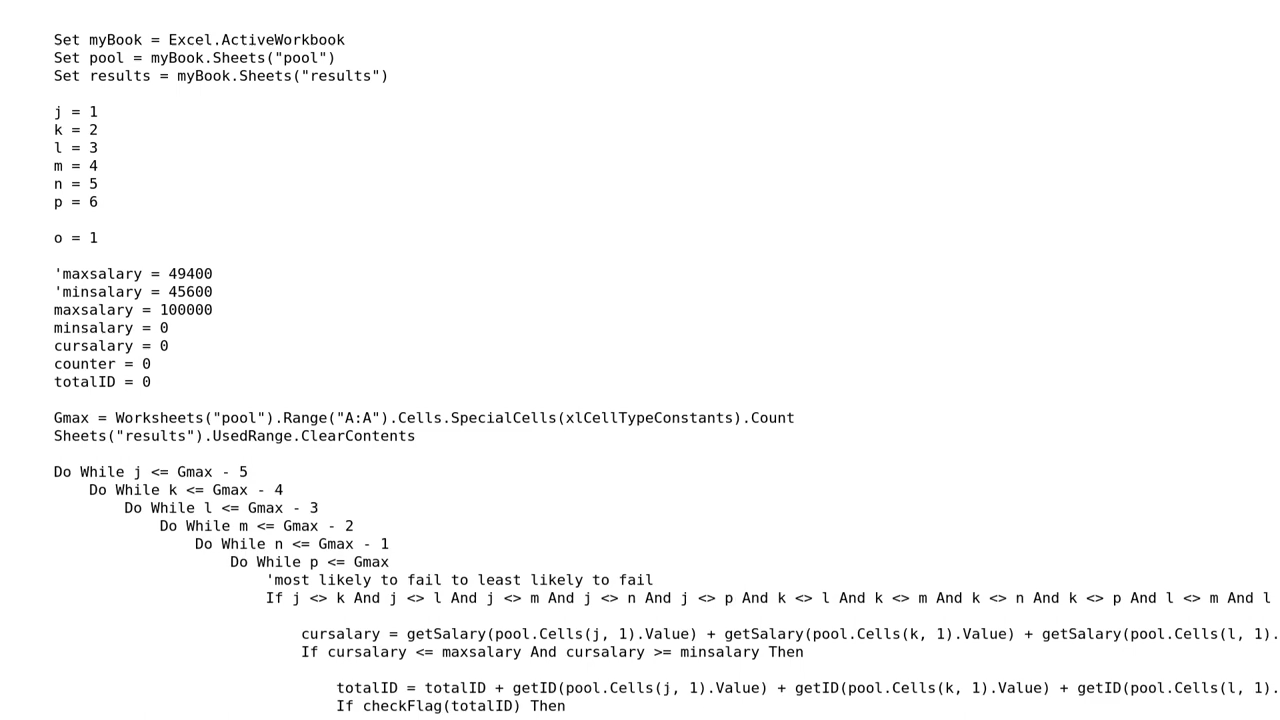 Set myBook = Excel.ActiveWorkbook
Set pool = myBook.Sheets("pool")
Set results = myBook.Sheets("results")
j = 1
k = 2
l = 3
m = 4
n = 5
p = 6
o = 1
'maxsalary = 49400
'minsalary = 45600
maxsalary = 100000
minsalary = 0
cursalary = 0
counter = 0
totalID = 0
Gmax = Worksheets("pool").Range("A:A").Cells.SpecialCells(xlCellTypeConstants).Count
Sheets("results").UsedRange.ClearContents
Do While j <= Gmax - 5
Do While k <= Gmax - 4
Do While l <= Gmax - 3
Do While m <= Gmax - 2
Do While n <= Gmax - 1
Do While p <= Gmax
'most likely to fail to least likely to fail
If j <> k And j <> l And j <> m And j <> n And j <> p And k <> l And k <> m And k <> n And k <> p And l <> m And l
cursalary = getSalary(pool.Cells(j, 1).Value) + getSalary(pool.Cells(k, 1).Value) + getSalary(pool.Cells(l, 1).
If cursalary <= maxsalary And cursalary >= minsalary Then
totalID = totalID + getID(pool.Cells(j, 1).Value) + getID(pool.Cells(k, 1).Value) + getID(pool.Cells(l, 1).
If checkFlag(totalID) Then